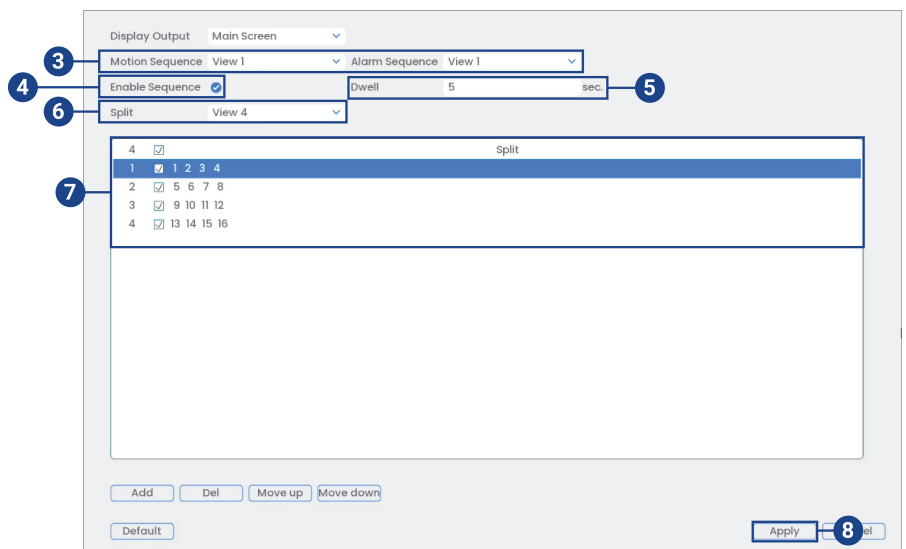 Display Output Main Screen
3 Motion Sequence View 1 Alarm Sequence View 1
4 Enable Sequence Dwell 5 sec. 5
6 Split View 4
4 Split
1 1 2 3 4
7 2 5 6 7 8
3 9 10 11 12
4 13 14 15 16
Add Del Move up Move down
Default Apply 8 el